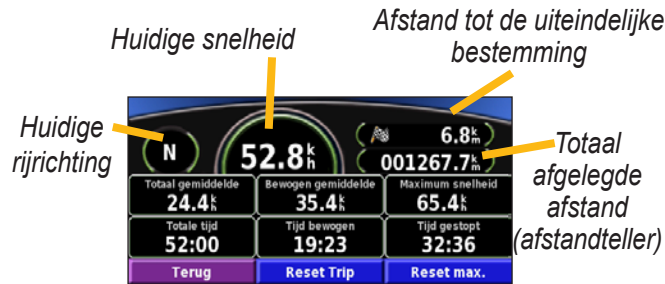 Huidige snelheid
Afstand tot de uiteindelijke
bestemming
Huidige
rijrichting
N
52.8 k/h
6.8 km
001267.7 km
Totaal
afgelegde
afstand
(afstandteller)
Totaal gemiddelde
24.4 k/h
Bewogen gemiddelde
35.4 k/h
Maximum snelheid
65.4 k/h
Totale tijd
52:00
Tijd bewogen
19:23
Tijd gestopt
32:36
Terug
Reset Trip
Reset max.